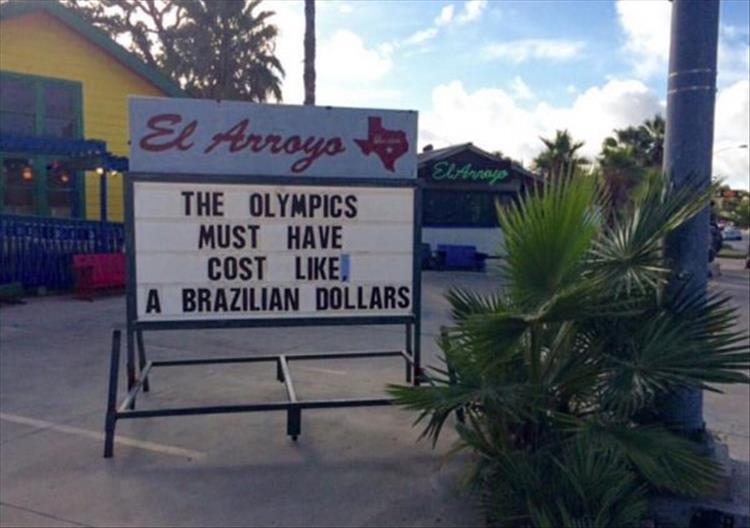 El Arroyo
El Arroyo
THE OLYMPICS
MUST HAVE
COST LIKE,
A BRAZILIAN DOLLARS